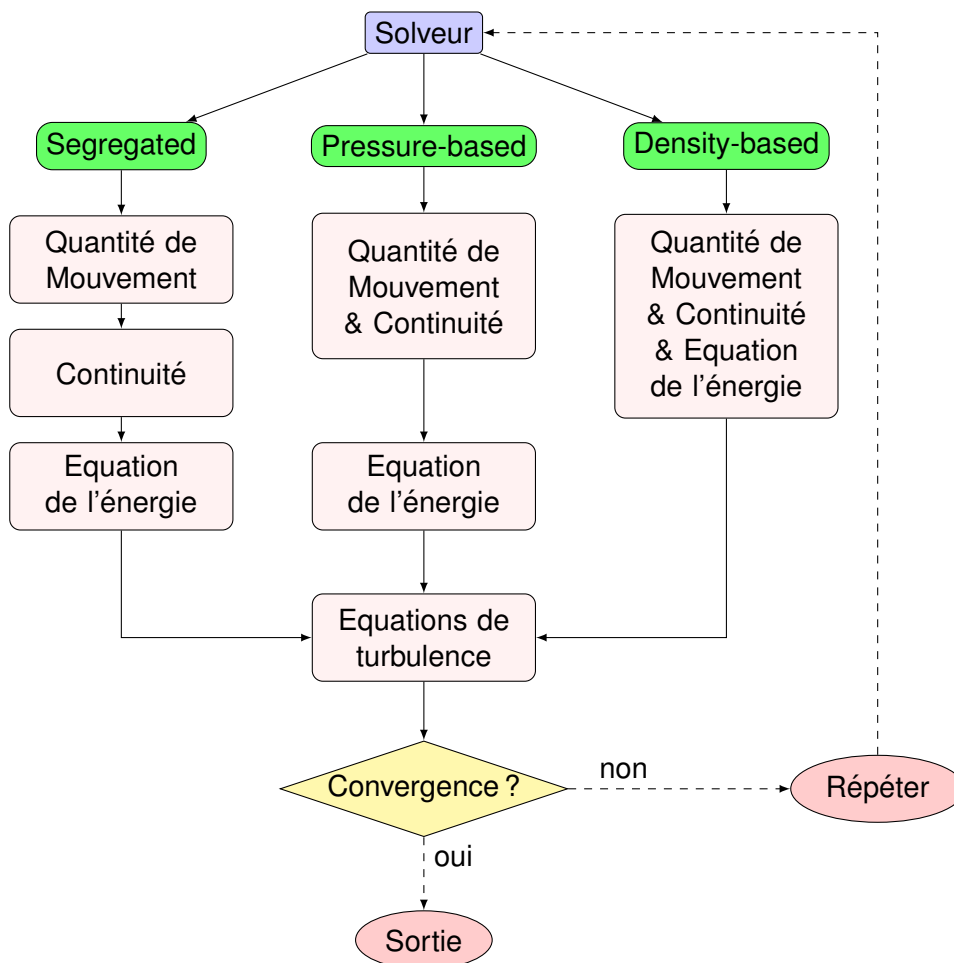 Solveur
Segregated
Pressure-based
Density-based
Quantité de
Mouvement
Quantité de
Mouvement
& Continuité
Quantité de
Mouvement
& Continuité
& Equation
de l'énergie
Continuité
Equation
de l'énergie
Equation
de l'énergie
Equations de
turbulence
Convergence ?
non
Répéter
oui
Sortie